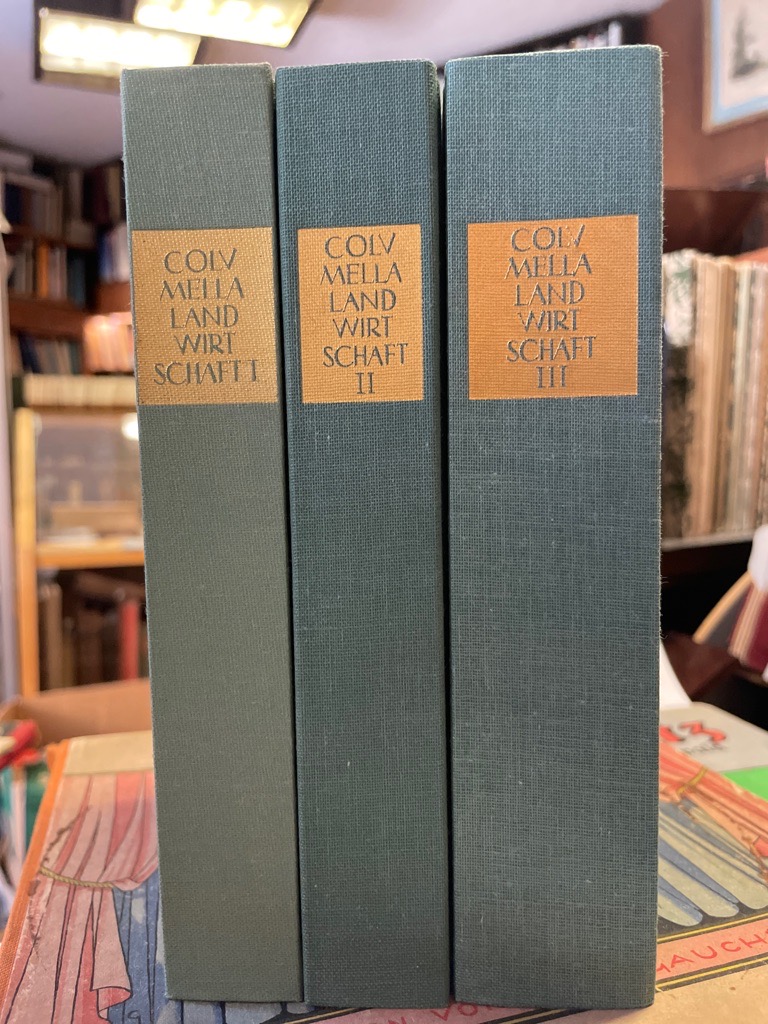 COLV
MELLA
LAND
WIRT
SCHAFT I
COLV
MELLA
LAND
WIRT
SCHAFT
II
COLV
MELLA
LAND
WIRT
SCHAFT
III